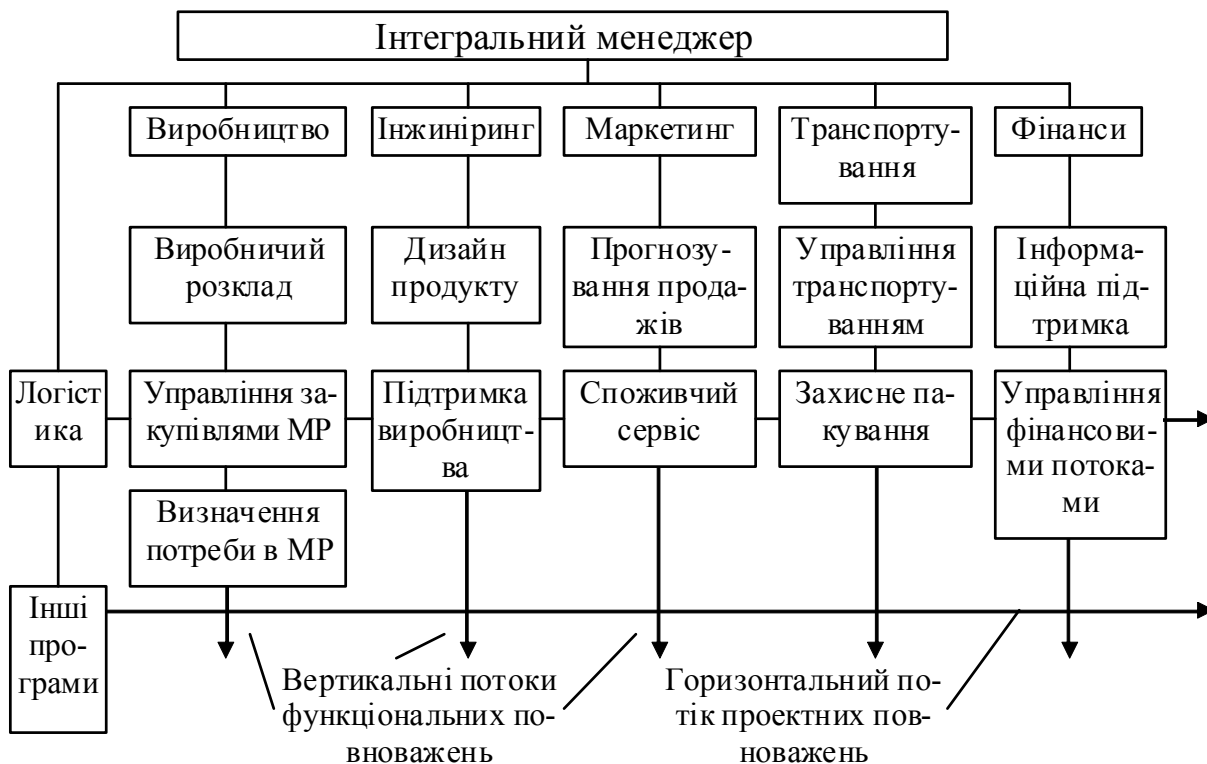 Інтегральний менеджер
Виробництво
Інжиніринг
Маркетинг
Транспорту-
вання
Фінанси
Виробничий
розклад
Дизайн
продукту
Прогнозу-
вання прода-
жів
Управління
транспорту-
ванням
Інформа-
ційна під-
тримка
Логіст
ика
Управління за-
купівлями МР
Підтримка
виробницт-
ва
Споживчий
сервіс
Захисне па-
кування
Управління
фінансови-
ми потока-
ми
Визначення
потреби в МР
Інші
про-
грами
Вертикальні потоки
функціональних по-
вноважень
Горизонтальний по-
тік проектних пов-
новажень